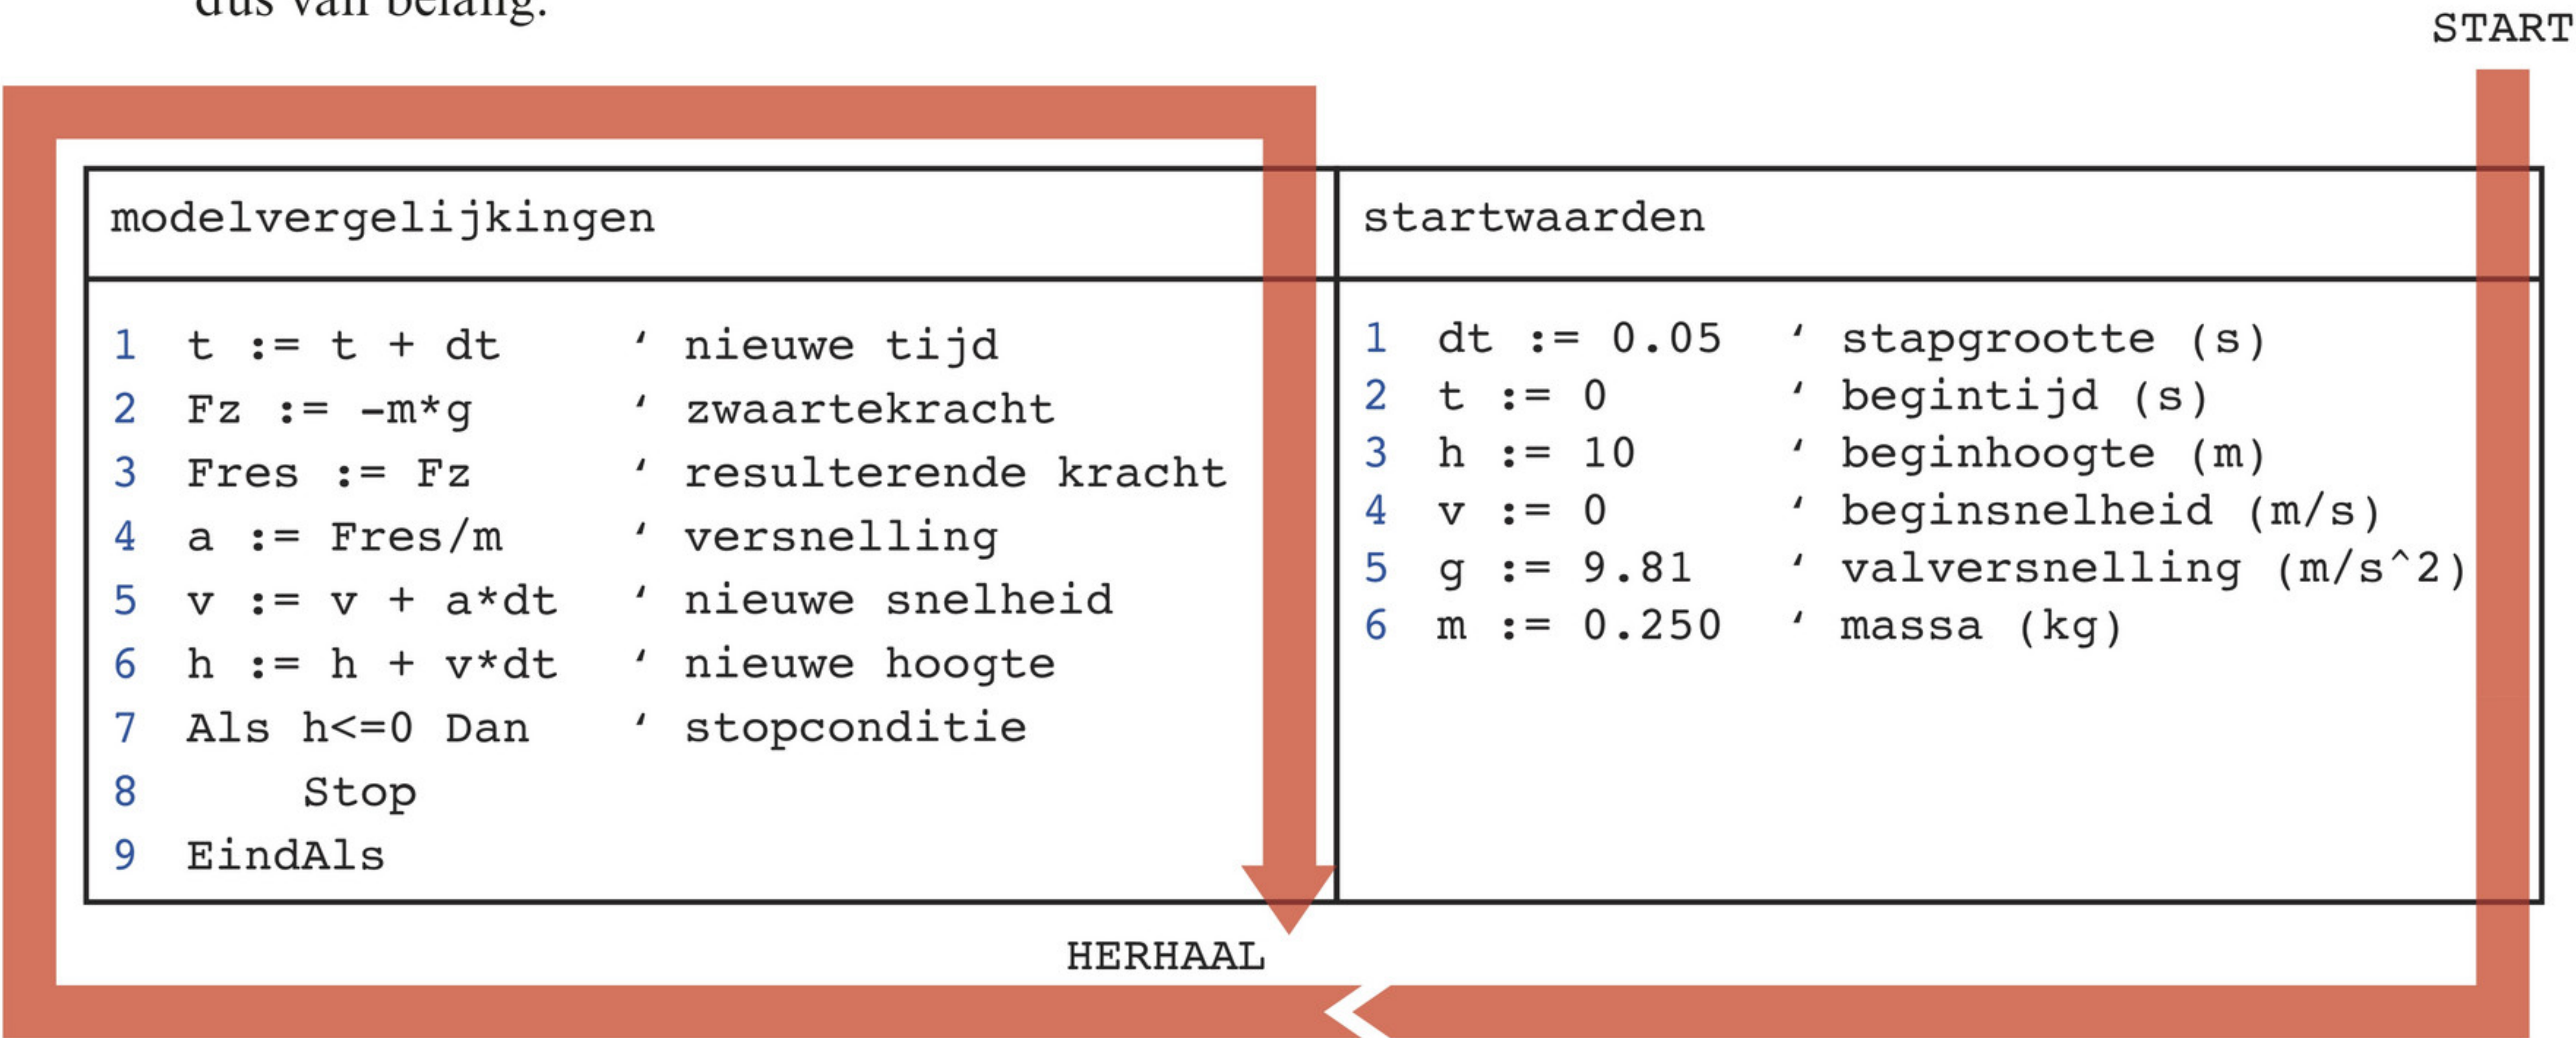 dus van belang.
START
modelvergelijkingen
1 t := t + dt ‘ nieuwe tijd
2 Fz := -m*g ‘ zwaartekracht
3 Fres := Fz ‘ resulterende kracht
4 a := Fres/m ‘ versnelling
5 v := v + a*dt ‘ nieuwe snelheid
6 h := h + v*dt ‘ nieuwe hoogte
7 Als h<=0 Dan ‘ stopconditie
8 Stop
9 EindAls
startwaarden
1 dt := 0.05 ‘ stapgrootte (s)
2 t := 0 ‘ begintijd (s)
3 h := 10 ‘ beginhoogte (m)
4 v := 0 ‘ beginsnelheid (m/s)
5 g := 9.81 ‘ valversnelling (m/s^2)
6 m := 0.250 ‘ massa (kg)
HERHAAL